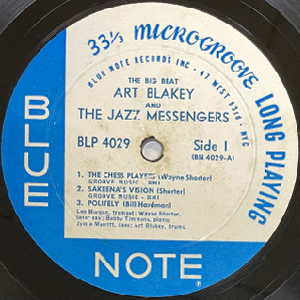 33⅓ MICROGROOVE LONG PLAYING
BLUE NOTE RECORDS INC · 47 WEST 63rd · NYC
THE BIG BEAT
ART BLAKEY
AND
THE JAZZ MESSENGERS
BLP 4029 Side 1
(BN 4029-A)
1. THE CHESS PLAYERS (Wayne Shorter)
GROOVE MUSIC - BMI
2. SAKEENA'S VISION (Shorter)
GROOVE MUSIC - BMI
3. POLITELY (Bill Hardman)
Lee Morgan, trumpet; Wayne Shorter,
tenor sax; Bobby Timmons, piano;
Jymie Merritt, bass; Art Blakey, drums.
BLUE
NOTE
®